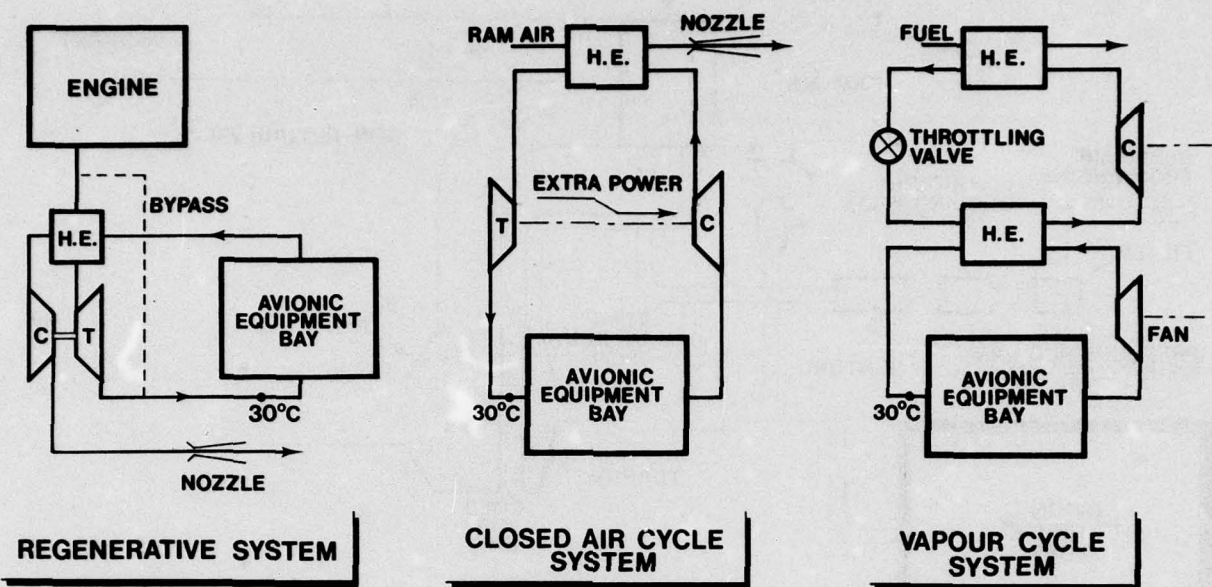 ENGINE
BYPASS
H.E.
C
T
AVIONIC
EQUIPMENT
BAY
30°C
NOZZLE
REGENERATIVE SYSTEM
RAM AIR
H.E.
NOZZLE
EXTRA POWER
T
C
AVIONIC
EQUIPMENT
BAY
30°C
CLOSED AIR CYCLE
SYSTEM
FUEL
H.E.
THROTTLING
VALVE
C
H.E.
FAN
AVIONIC
EQUIPMENT
BAY
30°C
VAPOUR CYCLE
SYSTEM